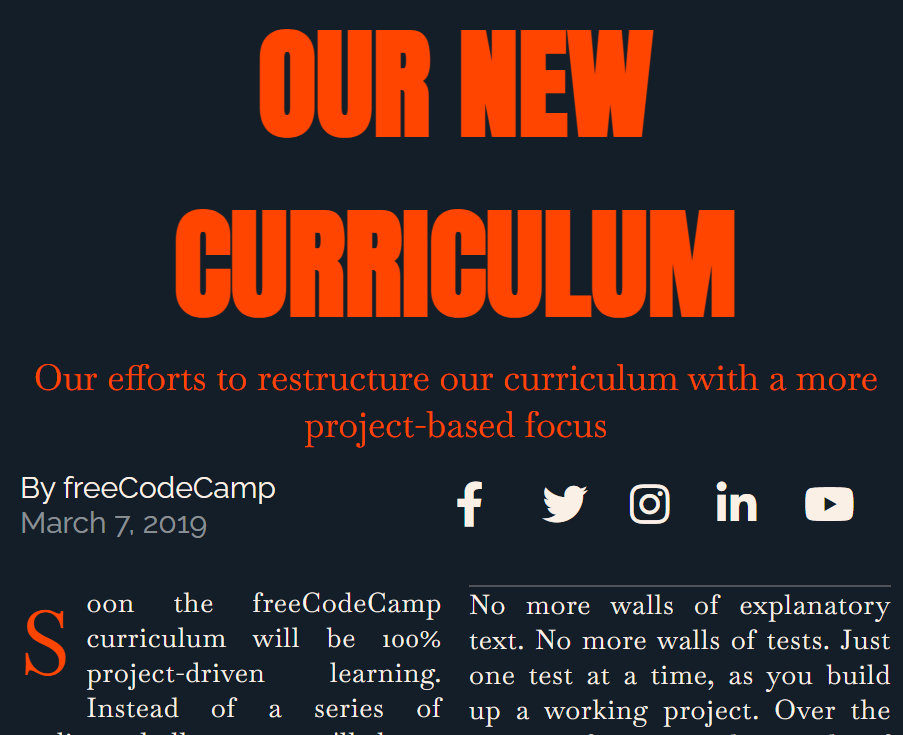 OUR NEW
CURRICULUM
Our efforts to restructure our curriculum with a more
project-based focus
By freeCodeCamp
March 7, 2019
Soon the freeCodeCamp
curriculum will be 100%
project-driven learning.
Instead of a series of
No more walls of explanatory
text. No more walls of tests. Just
one test at a time, as you build
up a working project. Over the